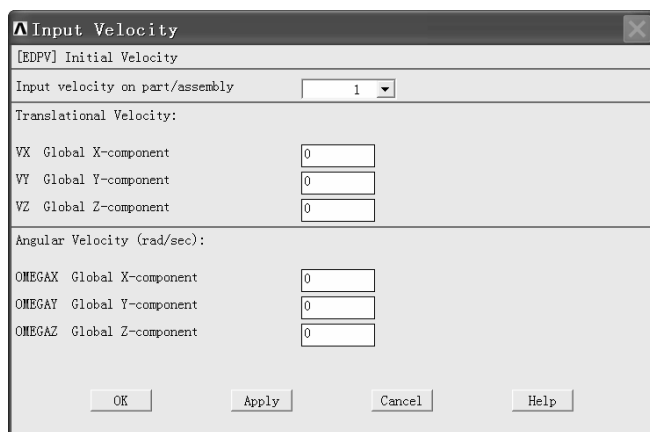 Input Velocity
[EDPV] Initial Velocity
Input velocity on part/assembly 1
Translational Velocity:
VX Global X-component 0
VY Global Y-component 0
VZ Global Z-component 0
Angular Velocity (rad/sec):
OMEGAX Global X-component 0
OMEGAY Global Y-component 0
OMEGAZ Global Z-component 0
OK Apply Cancel Help